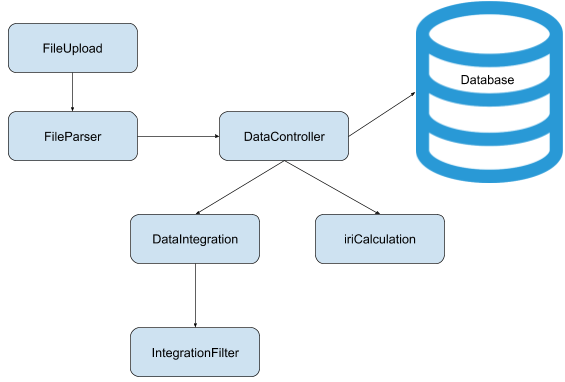 FileUpload
Database
FileParser
DataController
DataIntegration
iriCalculation
IntegrationFilter